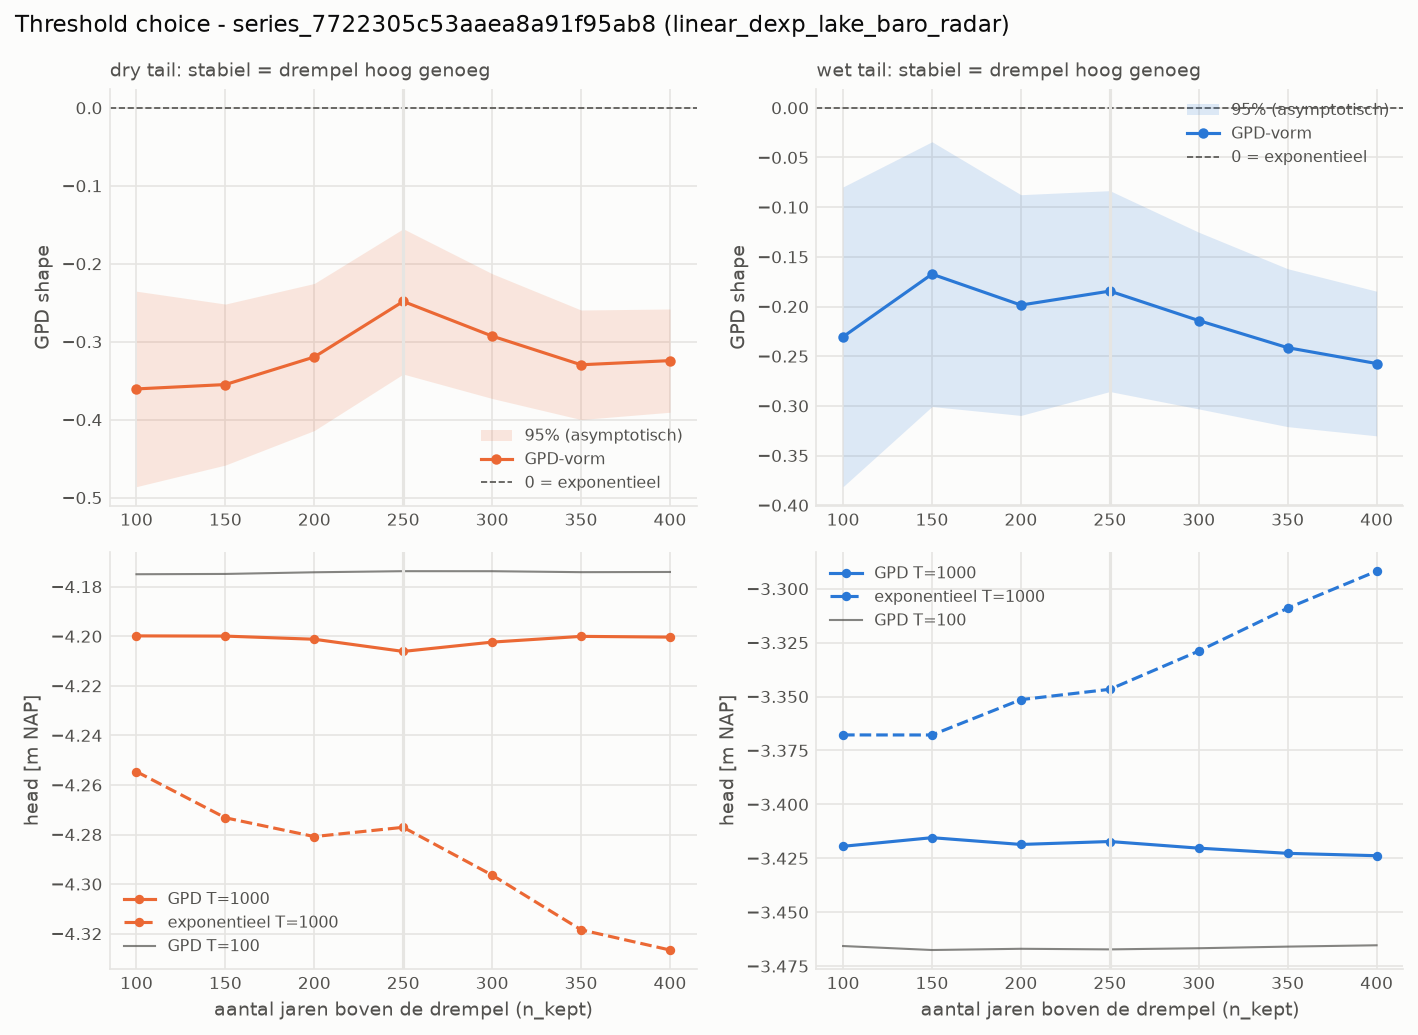 Threshold choice - series_7722305c53aaea8a91f95ab8 (linear_dexp_lake_baro_radar)
dry tail: stabiel = drempel hoog genoeg
GPD shape
0.0
−0.1
−0.2
−0.3
−0.4
−0.5
95% (asymptotisch)
GPD-vorm
0 = exponentieel
100 150 200 250 300 350 400
wet tail: stabiel = drempel hoog genoeg
GPD shape
0.00
−0.05
−0.10
−0.15
−0.20
−0.25
−0.30
−0.35
−0.40
95% (asymptotisch)
GPD-vorm
0 = exponentieel
100 150 200 250 300 350 400
head [m NAP]
−4.18
−4.20
−4.22
−4.24
−4.26
−4.28
−4.30
−4.32
GPD T=1000
exponentieel T=1000
GPD T=100
100 150 200 250 300 350 400
aantal jaren boven de drempel (n_kept)
head [m NAP]
−3.300
−3.325
−3.350
−3.375
−3.400
−3.425
−3.450
−3.475
GPD T=1000
exponentieel T=1000
GPD T=100
100 150 200 250 300 350 400
aantal jaren boven de drempel (n_kept)